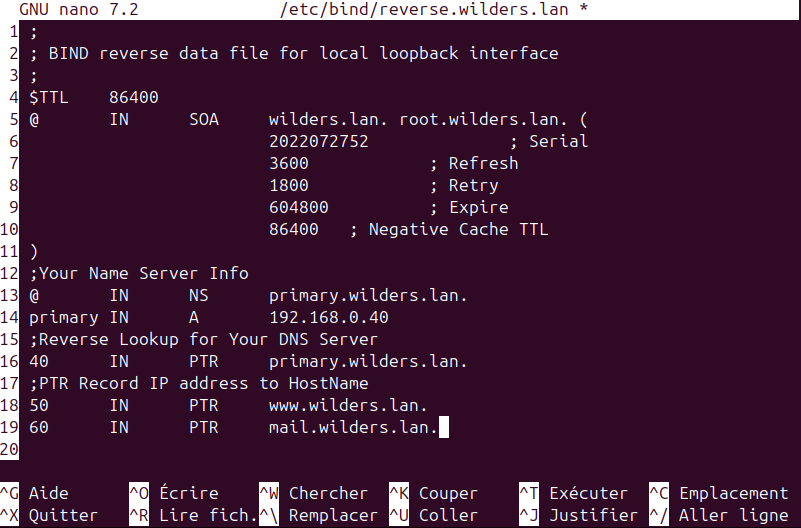 GNU nano 7.2 /etc/bind/reverse.wilders.lan *
1 ;
2 ; BIND reverse data file for local loopback interface
3 ;
4 $TTL 86400
5 @ IN SOA wilders.lan. root.wilders.lan. (
6 2022072752 ; Serial
7 3600 ; Refresh
8 1800 ; Retry
9 604800 ; Expire
10 86400 ; Negative Cache TTL
11 )
12 ;Your Name Server Info
13 @ IN NS primary.wilders.lan.
14 primary IN A 192.168.0.40
15 ;Reverse Lookup for Your DNS Server
16 40 IN PTR primary.wilders.lan.
17 ;PTR Record IP address to HostName
18 50 IN PTR www.wilders.lan.
19 60 IN PTR mail.wilders.lan.
20
^G Aide ^O Écrire ^W Chercher ^K Couper ^T Exécuter ^C Emplacement
^X Quitter ^R Lire fich. ^\ Remplacer ^U Coller ^J Justifier ^/ Aller ligne